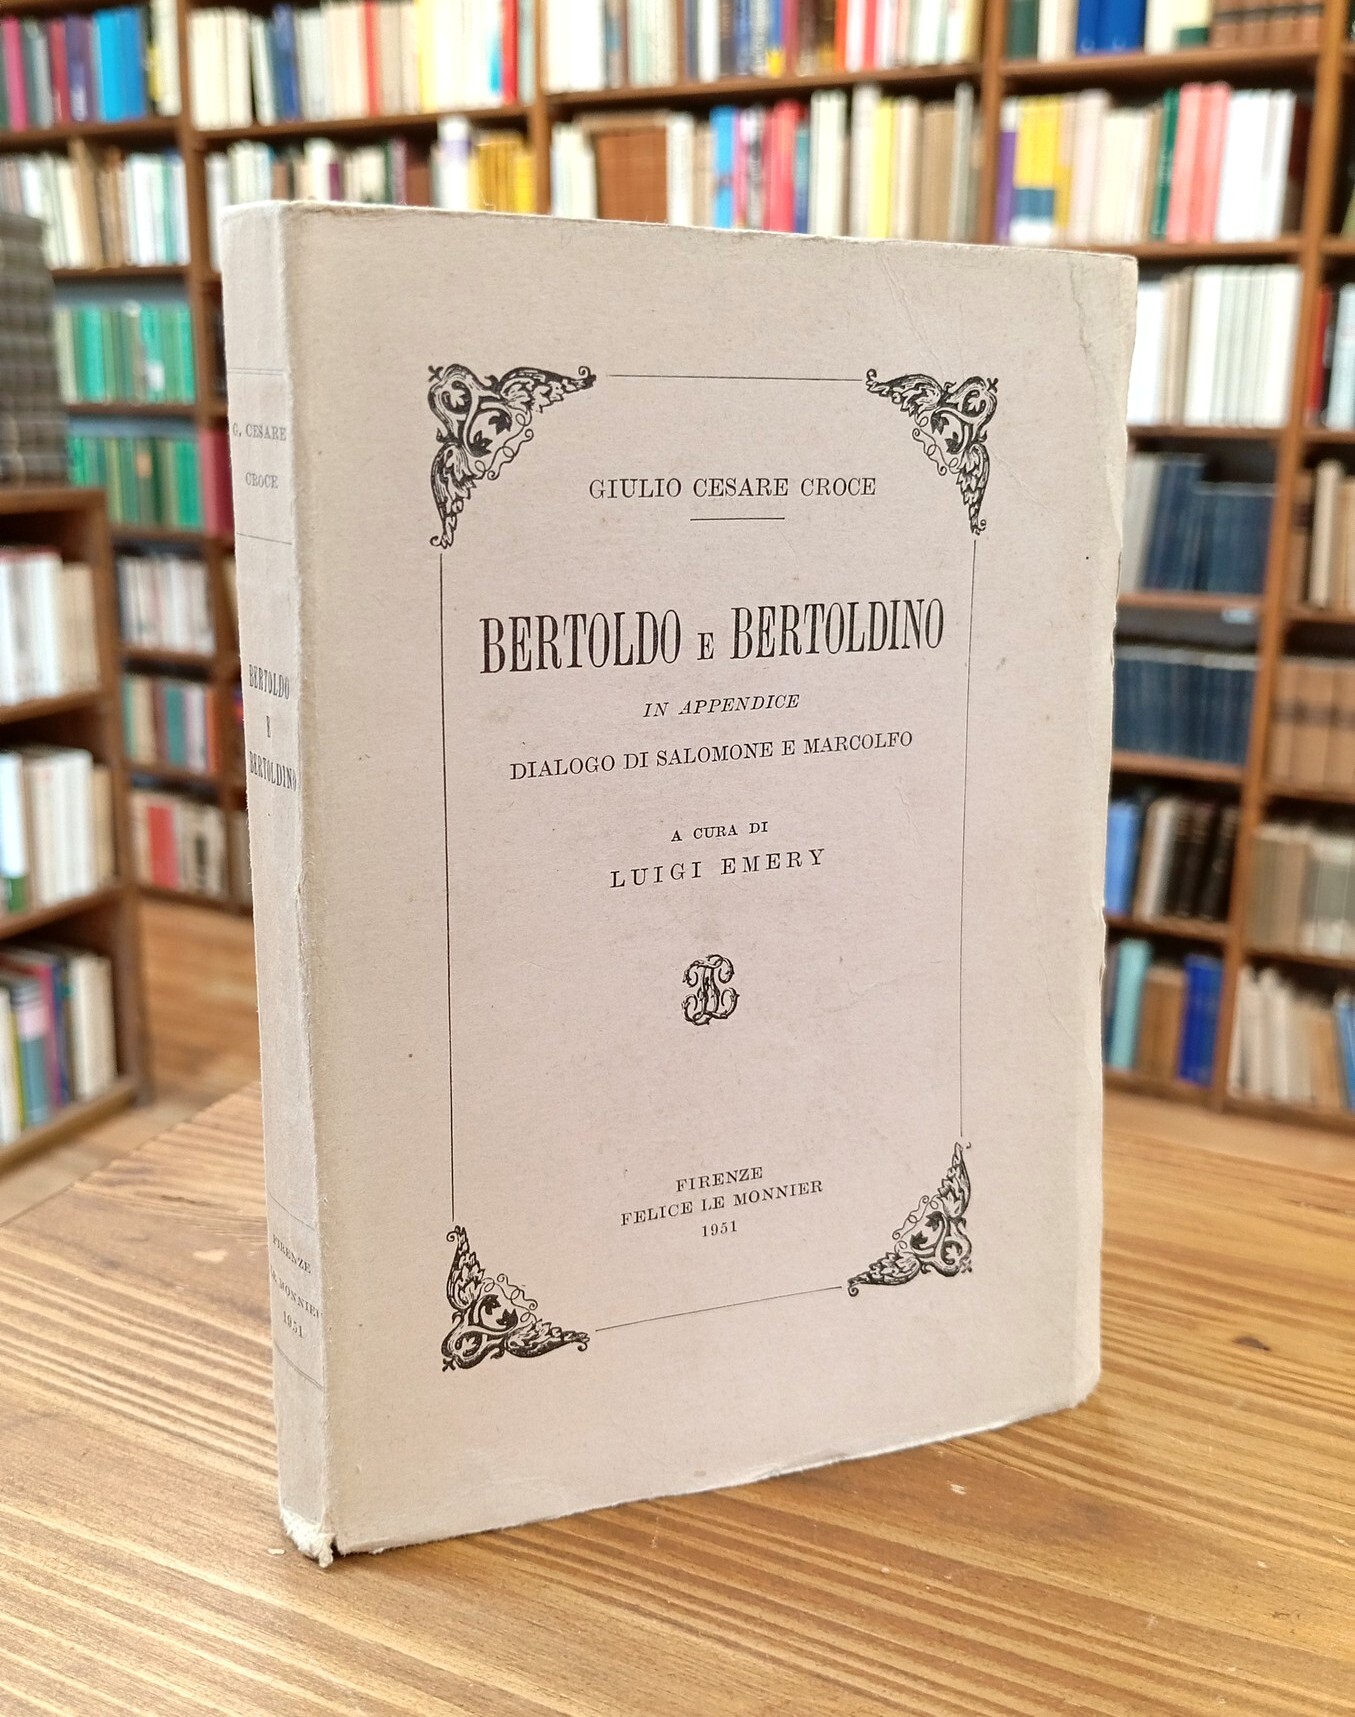 G. CESARE
CROCE
BERTOLDO
E
BERTOLDINO
FIRENZE
LE MONNIER
1951
GIULIO CESARE CROCE
BERTOLDO E BERTOLDINO
IN APPENDICE
DIALOGO DI SALOMONE E MARCOLFO
A CURA DI
LUIGI EMERY
FIRENZE
FELICE LE MONNIER
1951